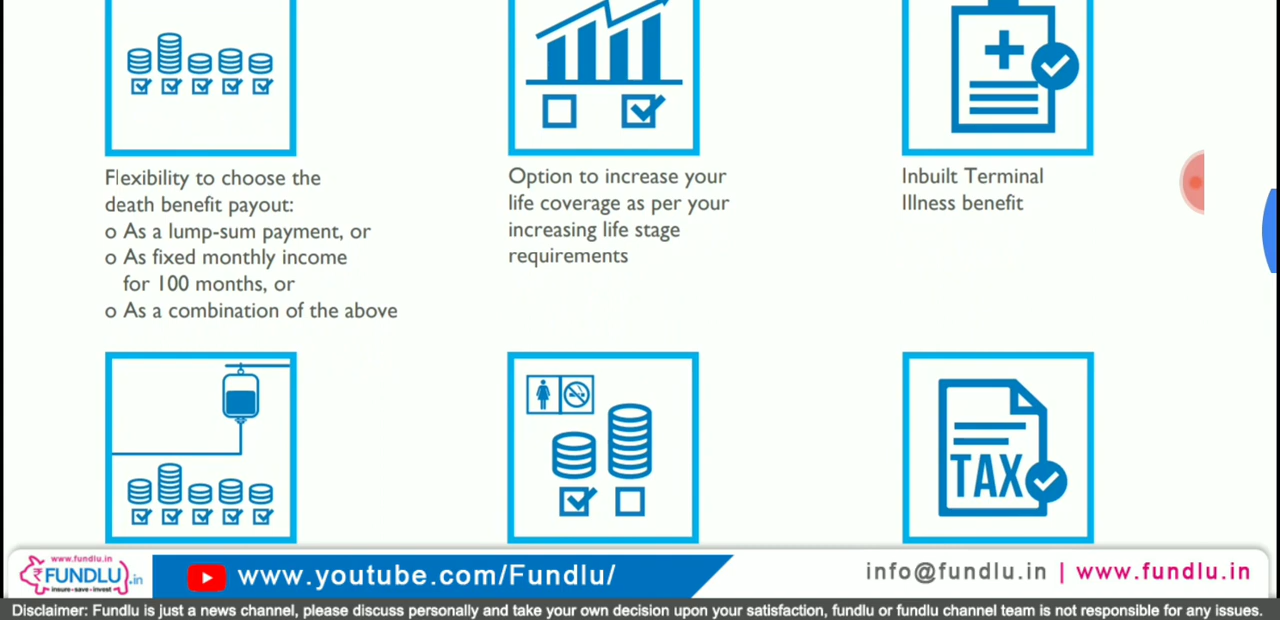 Flexibility to choose the
death benefit payout:
o As a lump-sum payment, or
o As fixed monthly income
for 100 months, or
o As a combination of the above
Option to increase your
life coverage as per your
increasing life stage
requirements
Inbuilt Terminal
Illness benefit
TAX
www.fundlu.in
FUNDLU.in
insure•save•invest
www.youtube.com/Fundlu/
info@fundlu.in | www.fundlu.in
Disclaimer: Fundlu is just a news channel, please discuss personally and take your own decision upon your satisfaction, fundlu or fundlu channel team is not responsible for any issues.